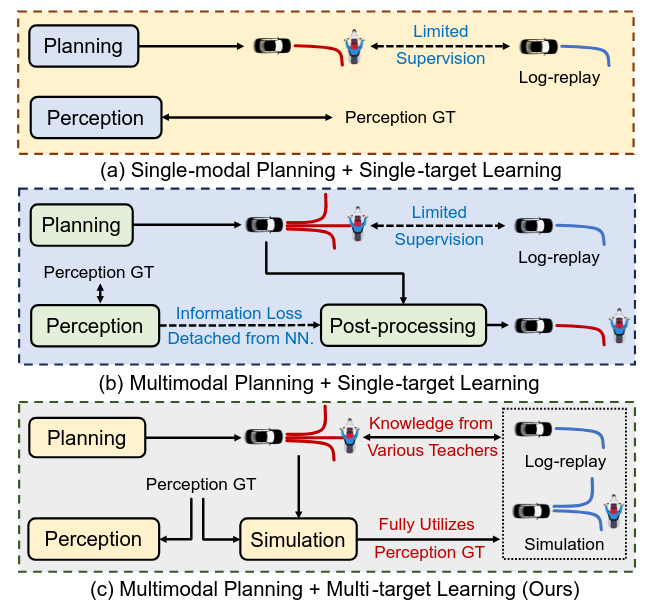 Planning
Limited
Supervision
Log-replay
Perception
Perception GT
(a) Single-modal Planning + Single-target Learning
Planning
Limited
Supervision
Log-replay
Perception GT
Perception
Information Loss
Detached from NN.
Post-processing
(b) Multimodal Planning + Single-target Learning
Planning
Knowledge from
Various Teachers
Log-replay
Perception GT
Perception
Simulation
Fully Utilizes
Perception GT
Simulation
(c) Multimodal Planning + Multi-target Learning (Ours)